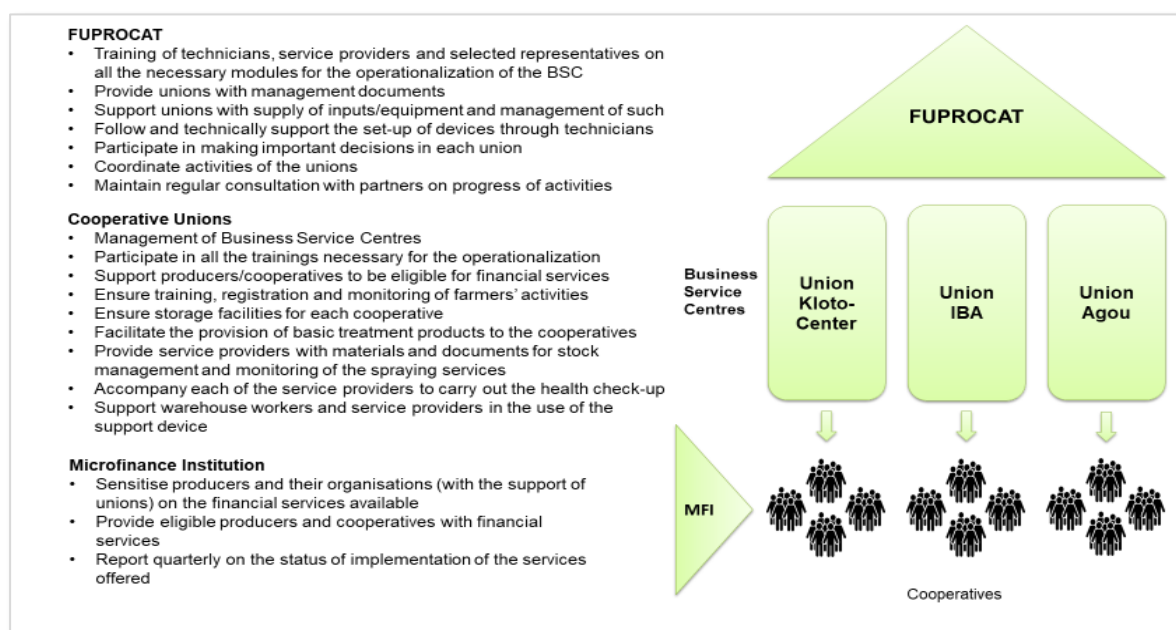 FUPROCAT
• Training of technicians, service providers and selected representatives on
all the necessary modules for the operationalization of the BSC
• Provide unions with management documents
• Support unions with supply of inputs/equipment and management of such
• Follow and technically support the set-up of devices through technicians
• Participate in making important decisions in each union
• Coordinate activities of the unions
• Maintain regular consultation with partners on progress of activities
Cooperative Unions
• Management of Business Service Centres
• Participate in all the trainings necessary for the operationalization
• Support producers/cooperatives to be eligible for financial services
• Ensure training, registration and monitoring of farmers' activities
• Ensure storage facilities for each cooperative
• Facilitate the provision of basic treatment products to the cooperatives
• Provide service providers with materials and documents for stock
management and monitoring of the spraying services
• Accompany each of the service providers to carry out the health check-up
• Support warehouse workers and service providers in the use of the
support device
Microfinance Institution
• Sensitise producers and their organisations (with the support of
unions) on the financial services available
• Provide eligible producers and cooperatives with financial
services
• Report quarterly on the status of implementation of the services
offered
FUPROCAT
Business
Service
Centres
Union
Kloto-
Center
Union
IBA
Union
Agou
MFI
Cooperatives